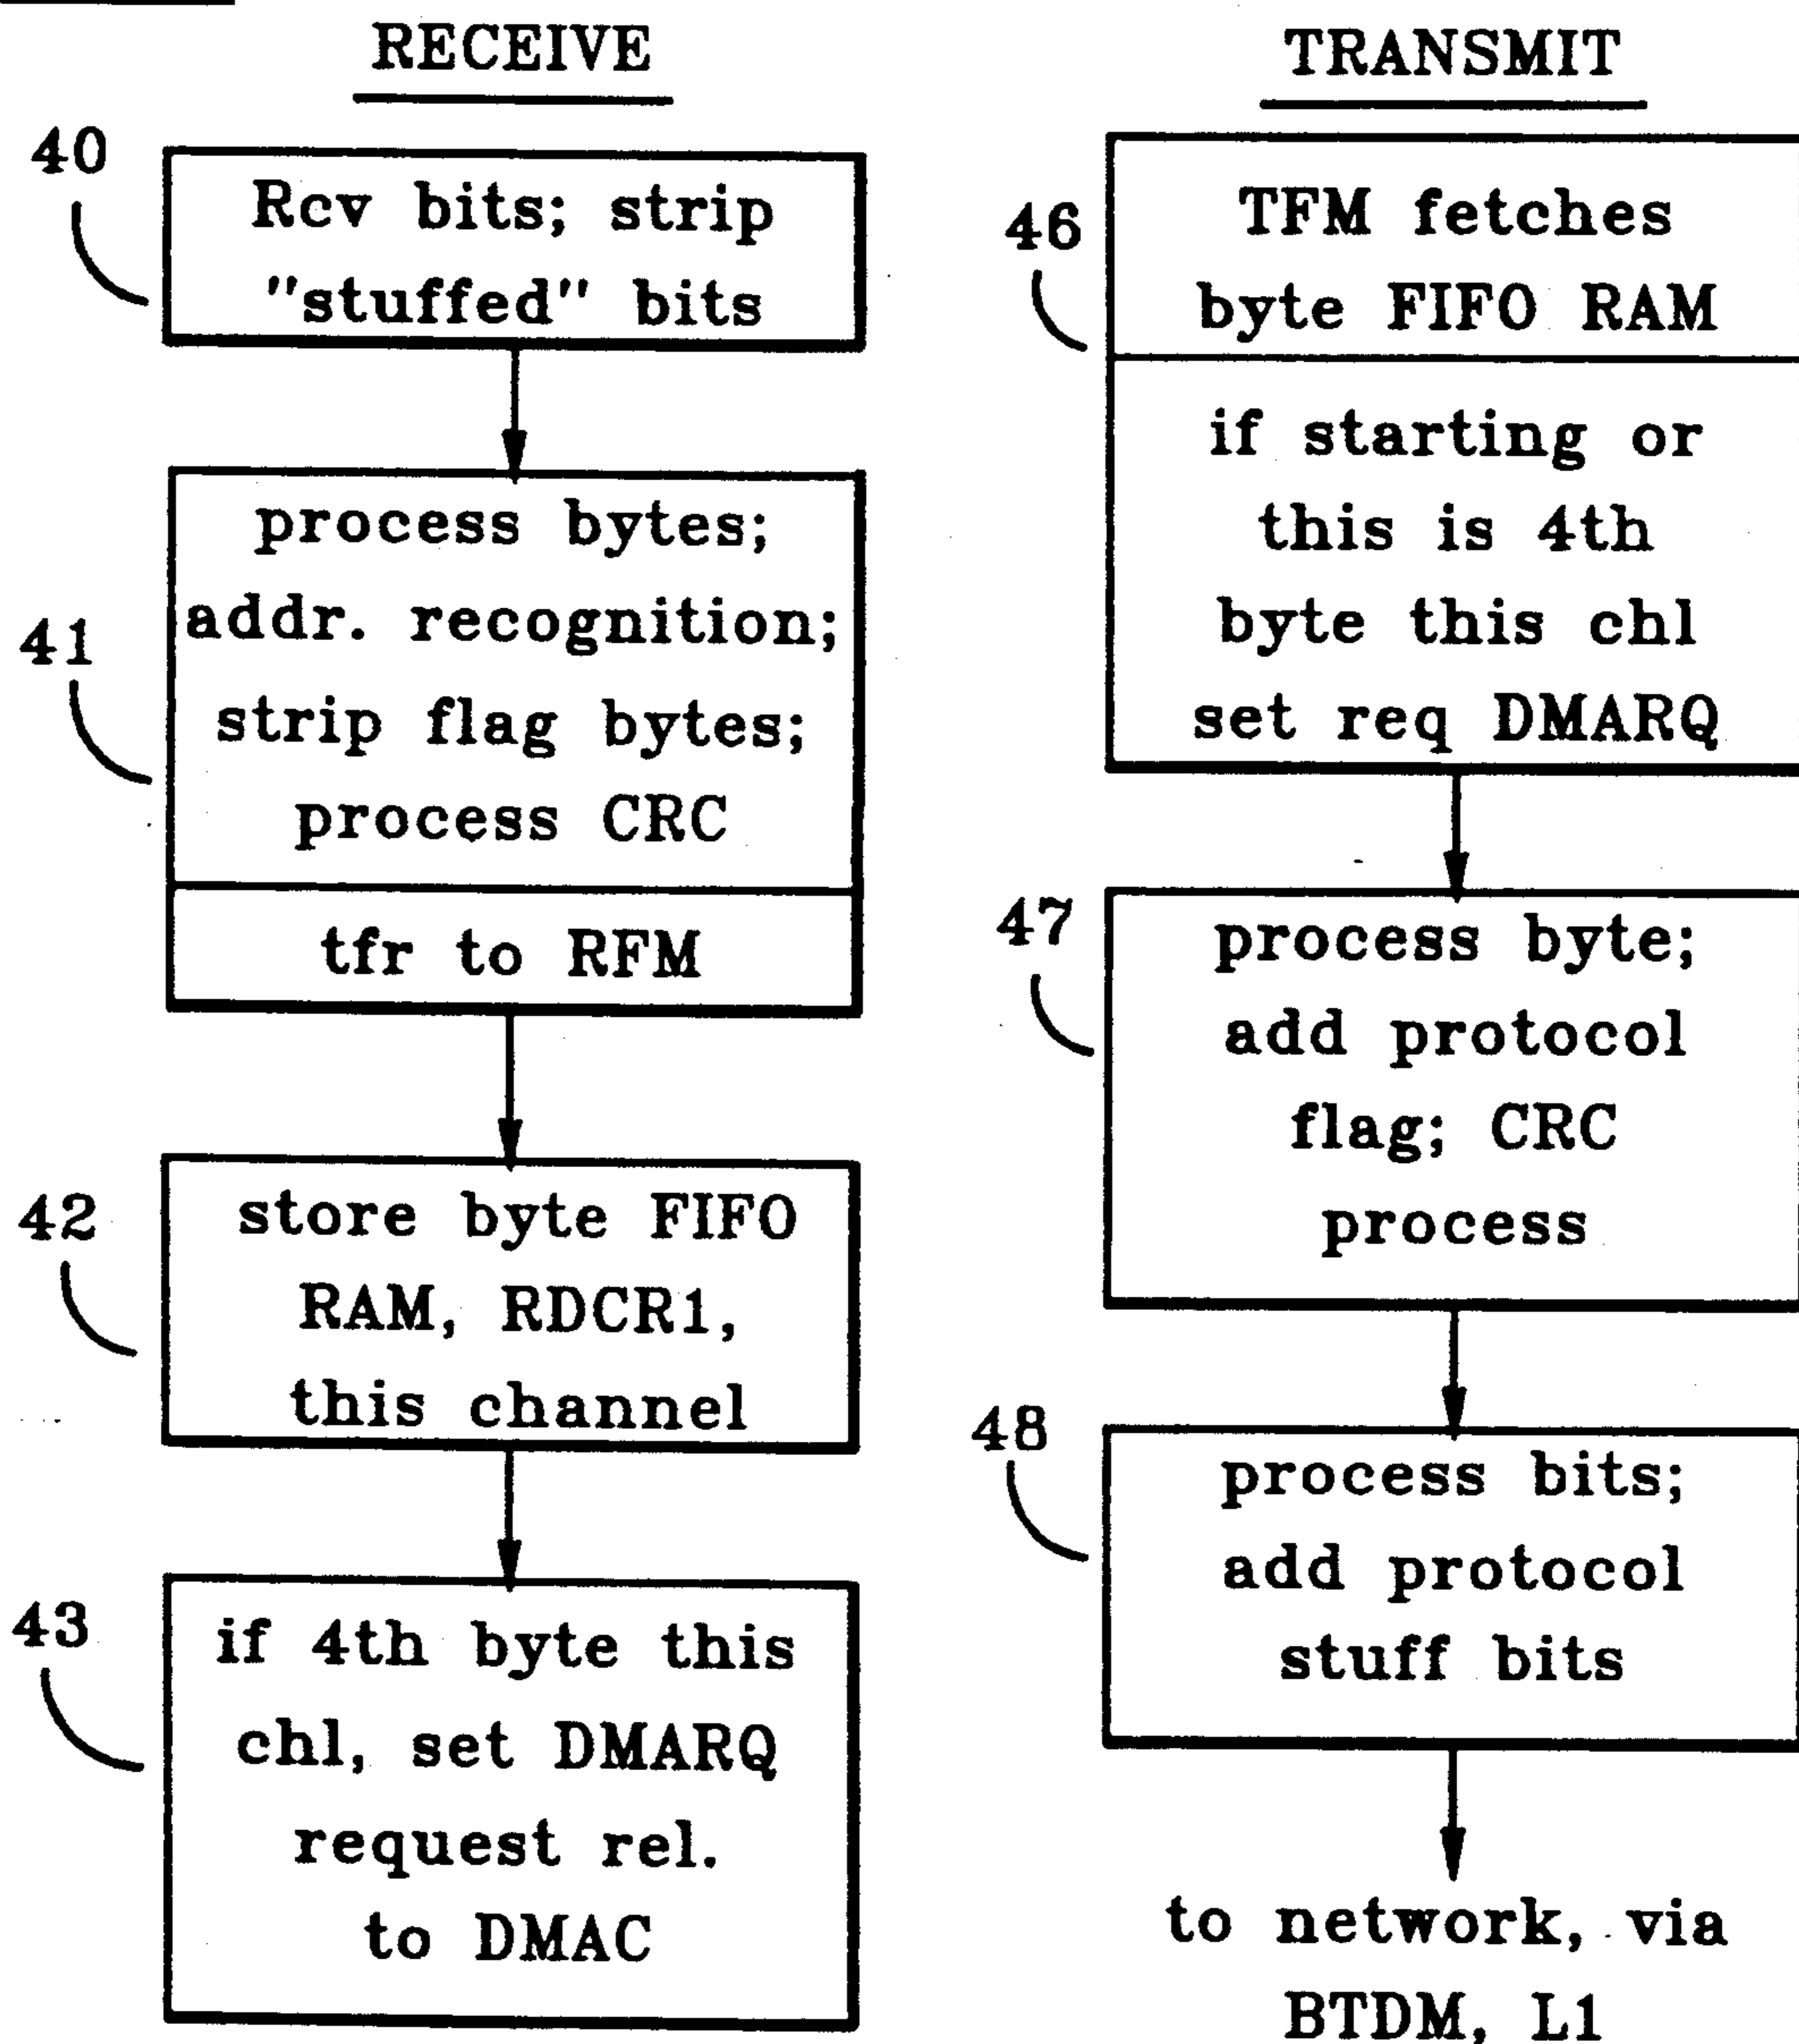 RECEIVE
40
Rcv bits; strip
"stuffed" bits
41
process bytes;
addr. recognition;
strip flag bytes;
process CRC
tfr to RFM
42
store byte FIFO
RAM, RDCR1,
this channel
43
if 4th byte this
chl, set DMARQ
request rel.
to DMAC
TRANSMIT
46
TFM fetches
byte FIFO RAM
if starting or
this is 4th
byte this chl
set req DMARQ
47
process byte;
add protocol
flag; CRC
process
48
process bits;
add protocol
stuff bits
to network, via
BTDM, L1